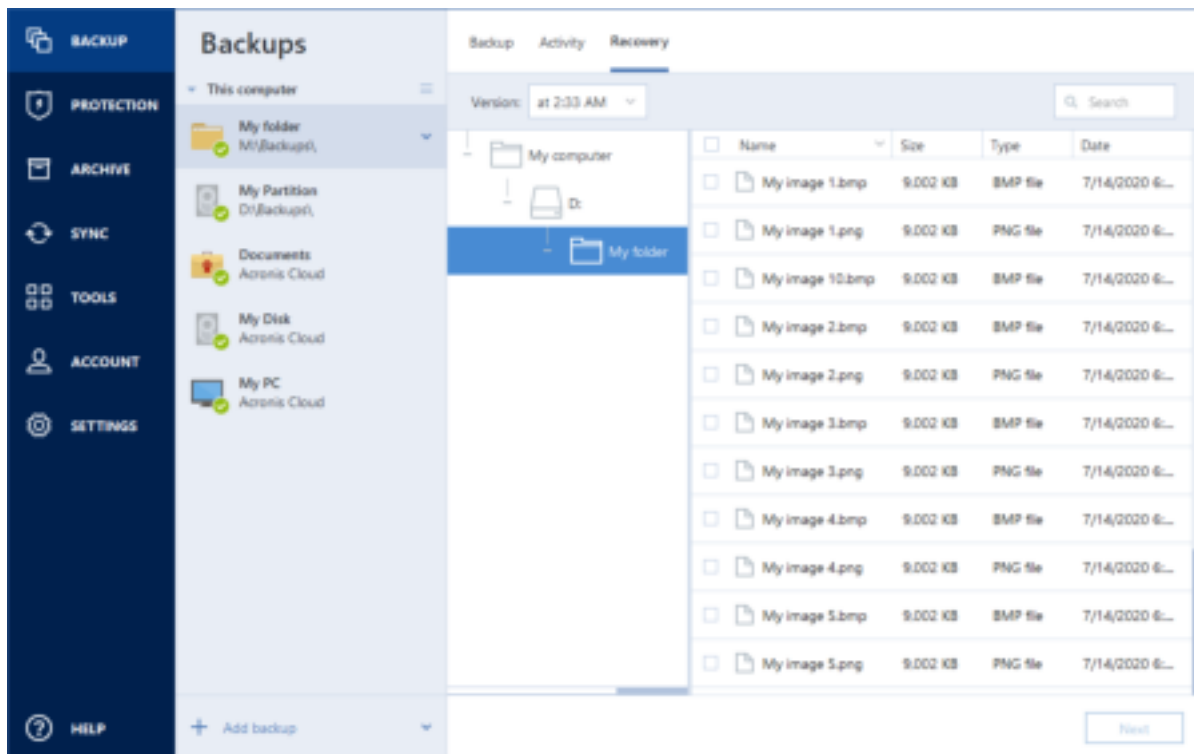 BACKUP
PROTECTION
ARCHIVE
SYNC
TOOLS
ACCOUNT
SETTINGS
HELP
Backups
This computer
My folder
M:\Backups\,
My Partition
D:\Backups\,
Documents
Acronis Cloud
My Disk
Acronis Cloud
My PC
Acronis Cloud
Add backup
Backup Activity Recovery
Version: at 2:33 AM Search
My computer
D:
My folder
Name Size Type Date
My image 1.bmp 9.002 KB BMP file 7/14/2020 6:...
My image 1.png 9.002 KB PNG file 7/14/2020 6:...
My image 10.bmp 9.002 KB BMP file 7/14/2020 6:...
My image 2.bmp 9.002 KB BMP file 7/14/2020 6:...
My image 2.png 9.002 KB PNG file 7/14/2020 6:...
My image 3.bmp 9.002 KB BMP file 7/14/2020 6:...
My image 3.png 9.002 KB PNG file 7/14/2020 6:...
My image 4.bmp 9.002 KB BMP file 7/14/2020 6:...
My image 4.png 9.002 KB PNG file 7/14/2020 6:...
My image 5.bmp 9.002 KB BMP file 7/14/2020 6:...
My image 5.png 9.002 KB PNG file 7/14/2020 6:...
Next